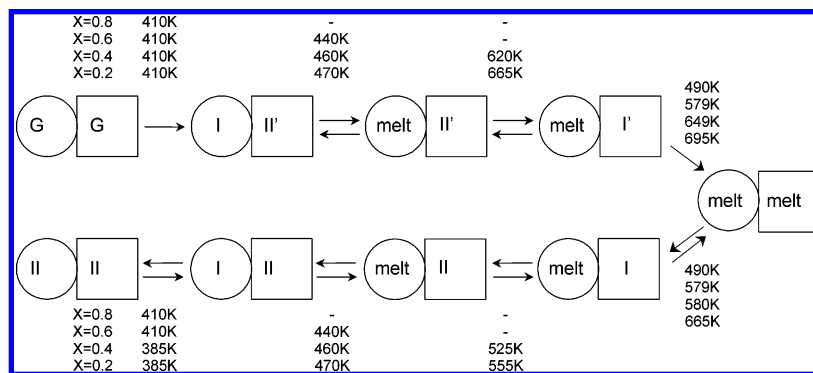 X=0.8 410K - -
X=0.6 410K 440K -
X=0.4 410K 460K 620K
X=0.2 410K 470K 665K
490K
579K
649K
695K
G G I II' melt II' melt I'
melt melt
II II I II melt II melt I
490K
579K
580K
665K
X=0.8 410K - -
X=0.6 410K 440K -
X=0.4 385K 460K 525K
X=0.2 385K 470K 555K